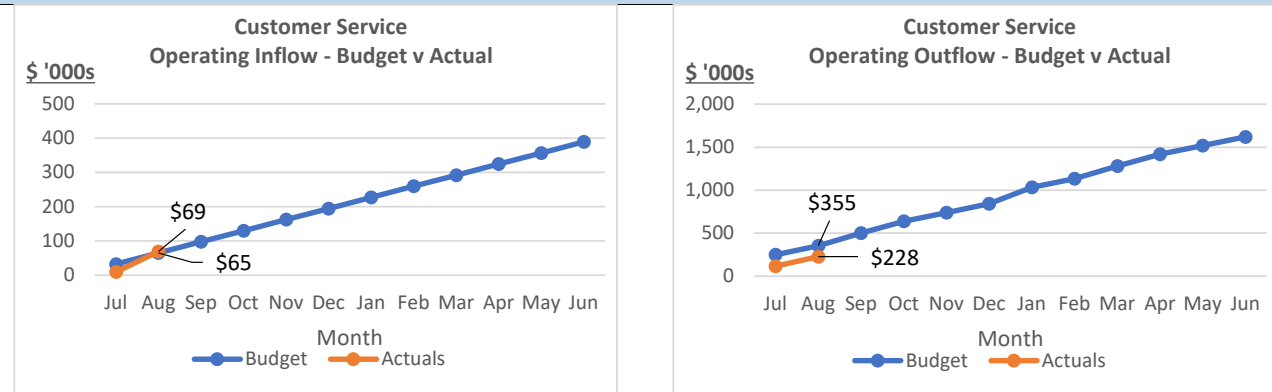 Customer Service
Operating Inflow - Budget v Actual
$ '000s
500
400
300
200
100
0
$69
$65
Jul Aug Sep Oct Nov Dec Jan Feb Mar Apr May Jun
Month
Budget Actuals
Customer Service
Operating Outflow - Budget v Actual
$ '000s
2,000
1,500
1,000
500
0
$355
$228
Jul Aug Sep Oct Nov Dec Jan Feb Mar Apr May Jun
Month
Budget Actuals